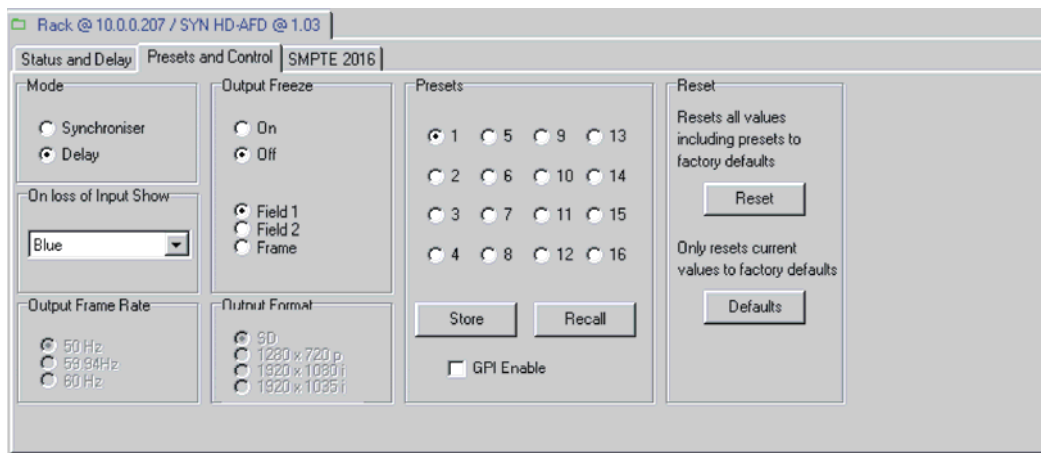 Rack @ 10.0.0.207 / SYN HD-AFD @ 1.03
Status and Delay
Presets and Control
SMPTE 2016
Mode
Synchroniser
Delay
On loss of Input Show
Blue
Output Frame Rate
50 Hz
59.94Hz
60 Hz
Output Freeze
On
Off
Field 1
Field 2
Frame
Output Format
SD
1280 x 720 p
1920 x 1080 i
1920 x 1035 i
Presets
1 5 9 13
2 6 10 14
3 7 11 15
4 8 12 16
Store
Recall
GPI Enable
Reset
Resets all values
including presets to
factory defaults
Reset
Only resets current
values to factory defaults
Defaults